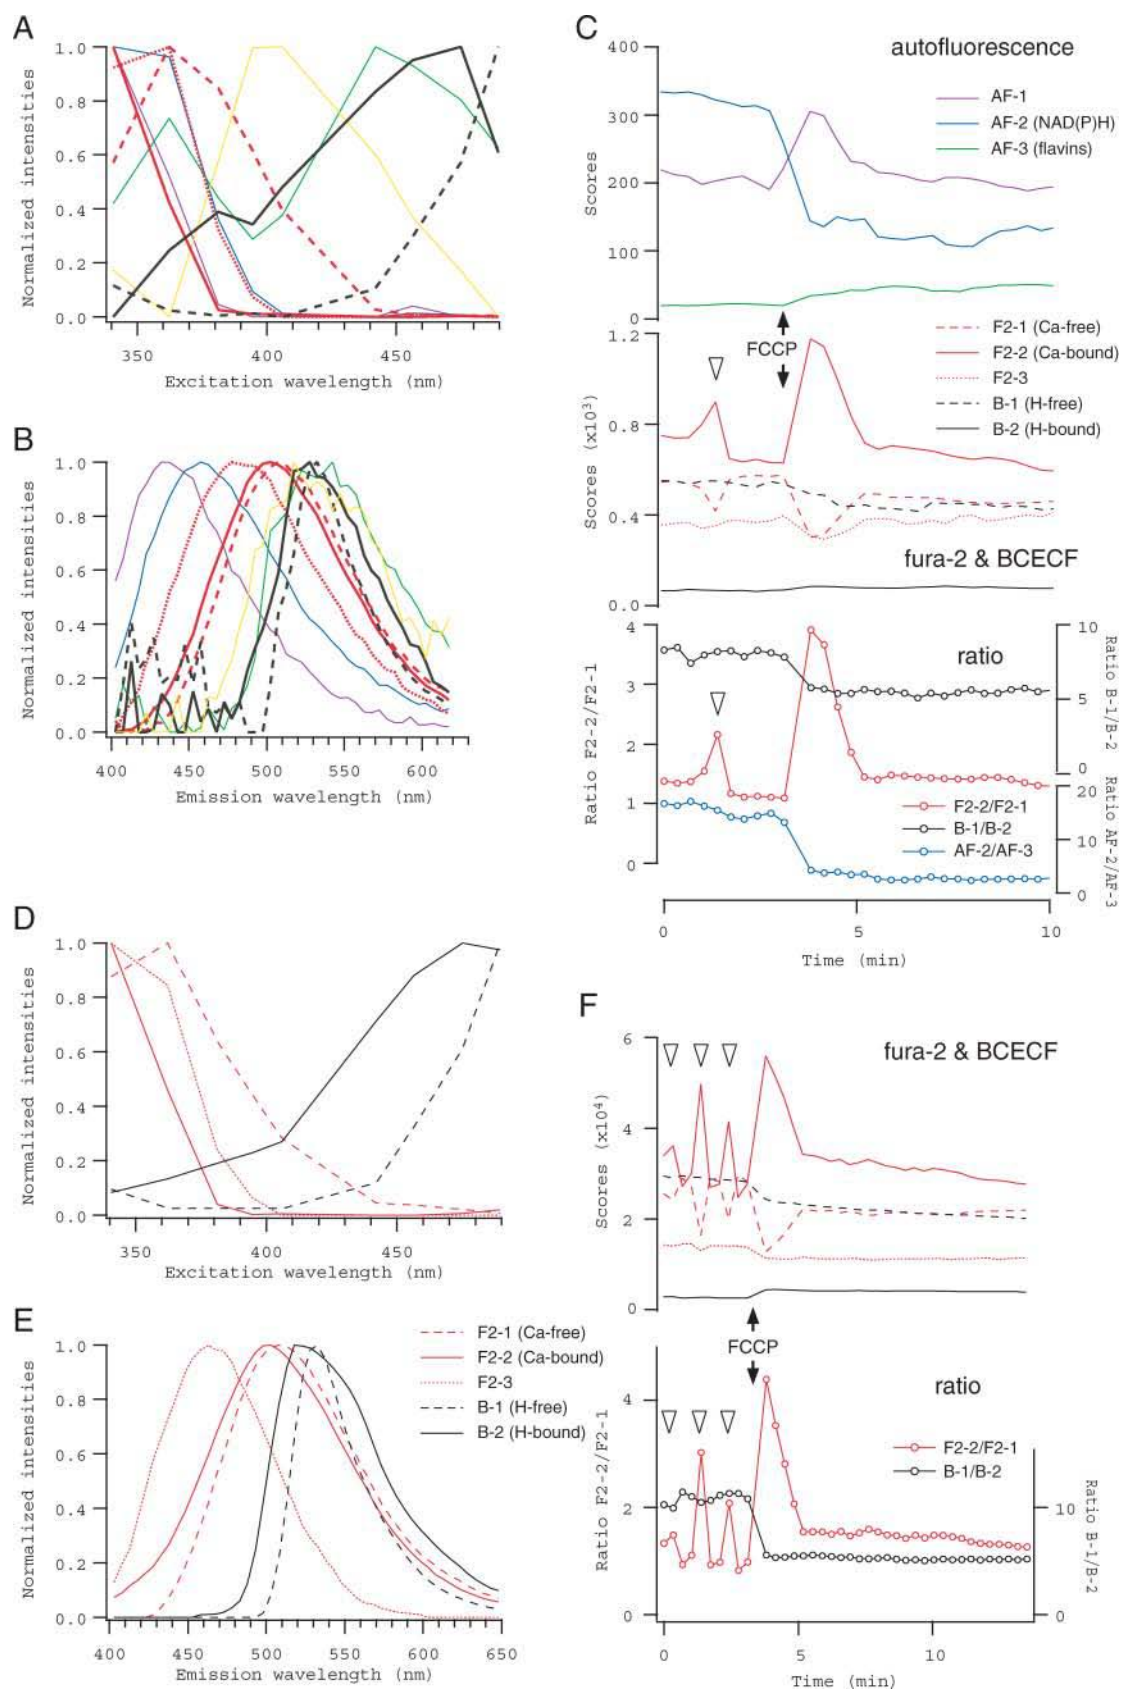 A
1.0
0.8
0.6
0.4
0.2
0.0
Normalized intensities
350
400
450
Excitation wavelength (nm)
B
1.0
0.8
0.6
0.4
0.2
0.0
Normalized intensities
400
450
500
550
600
Emission wavelength (nm)
C
400
300
200
100
0
Scores
autofluorescence
AF-1
AF-2 (NAD(P)H)
AF-3 (flavins)
FCCP
1.2
0.8
0.4
0.0
Scores (x10³)
F2-1 (Ca-free)
F2-2 (Ca-bound)
F2-3
B-1 (H-free)
B-2 (H-bound)
fura-2 & BCECF
4
3
2
1
0
Ratio F2-2/F2-1
ratio
10
5
0
Ratio B-1/B-2
20
10
0
Ratio AF-2/AF-3
F2-2/F2-1
B-1/B-2
AF-2/AF-3
0
5
10
Time (min)
D
1.0
0.8
0.6
0.4
0.2
0.0
Normalized intensities
350
400
450
Excitation wavelength (nm)
E
1.0
0.8
0.6
0.4
0.2
0.0
Normalized intensities
F2-1 (Ca-free)
F2-2 (Ca-bound)
F2-3
B-1 (H-free)
B-2 (H-bound)
400
450
500
550
600
650
Emission wavelength (nm)
F
6
4
2
0
Scores (x10⁴)
fura-2 & BCECF
FCCP
4
2
0
Ratio F2-2/F2-1
ratio
F2-2/F2-1
B-1/B-2
10
0
Ratio B-1/B-2
0
5
10
Time (min)